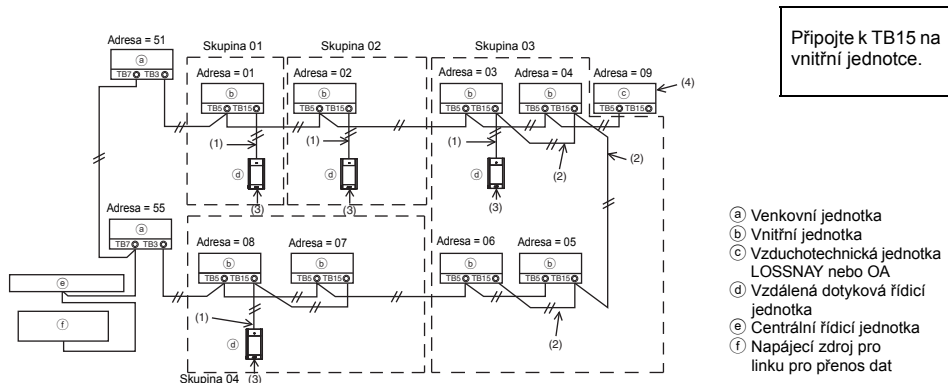 Skupina 01
Skupina 02
Skupina 03
Připojte k TB15 na
vnitřní jednotce.
Adresa = 51
ⓐ
TB7 TB3
Adresa = 01
ⓑ
TB5 TB15
Adresa = 02
ⓑ
TB5 TB15
Adresa = 03
ⓑ
TB5 TB15
Adresa = 04
ⓑ
TB5 TB15
Adresa = 09
ⓒ
TB5 TB15
(4)
(1)
(1)
(1)
(2)
(2)
ⓓ
ⓓ
ⓓ
(3)
(3)
(3)
Adresa = 55
ⓐ
TB7 TB3
Adresa = 08
ⓑ
TB5 TB15
Adresa = 07
ⓑ
TB5 TB15
Adresa = 06
ⓑ
TB5 TB15
Adresa = 05
ⓑ
TB5 TB15
ⓔ
ⓕ
(1)
(2)
ⓓ
Skupina 04
(3)
ⓐ Venkovní jednotka
ⓑ Vnitřní jednotka
ⓒ Vzduchotechnická jednotka
LOSSNAY nebo OA
ⓓ Vzdálená dotyková řídicí
jednotka
ⓔ Centrální řídicí jednotka
ⓕ Napájecí zdroj pro
linku pro přenos dat